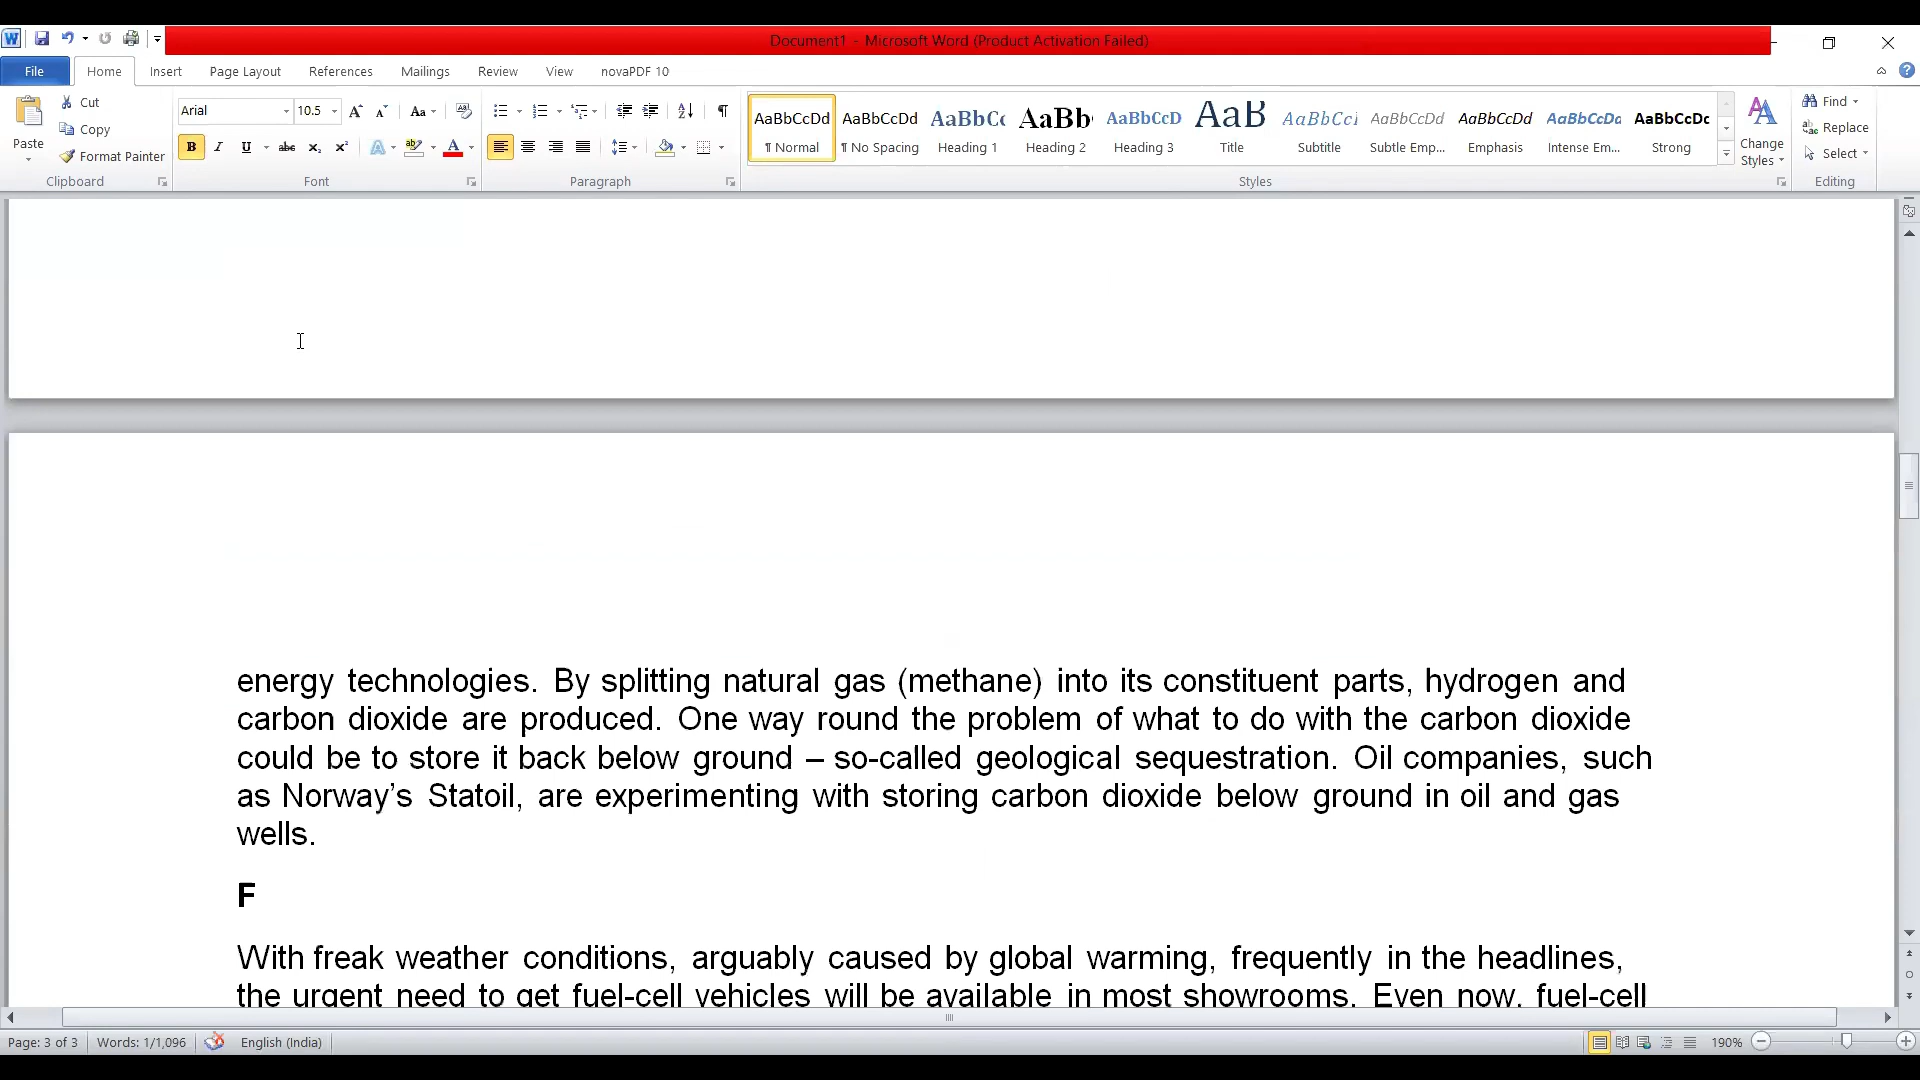 Document1 - Microsoft Word (Product Activation Failed)
File Home Insert Page Layout References Mailings Review View novaPDF 10
Paste
Cut
Copy
Format Painter
Clipboard
Arial 10.5
Font
Paragraph
AaBbCcDd ¶ Normal
AaBbCcDd ¶ No Spacing
AaBbCc Heading 1
AaBb Heading 2
AaBbCcD Heading 3
AaB Title
AaBbCcl Subtitle
AaBbCcDd Subtle Emp...
AaBbCcDd Emphasis
AaBbCcDd Intense Em...
AaBbCcDc Strong
Styles
Change Styles
Find
Replace
Select
Editing
energy technologies. By splitting natural gas (methane) into its constituent parts, hydrogen and
carbon dioxide are produced. One way round the problem of what to do with the carbon dioxide
could be to store it back below ground – so-called geological sequestration. Oil companies, such
as Norway’s Statoil, are experimenting with storing carbon dioxide below ground in oil and gas
wells.
F
With freak weather conditions, arguably caused by global warming, frequently in the headlines,
the urgent need to get fuel-cell vehicles will be available in most showrooms. Even now, fuel-cell
Page: 3 of 3 Words: 1/1,096 English (India) 190%